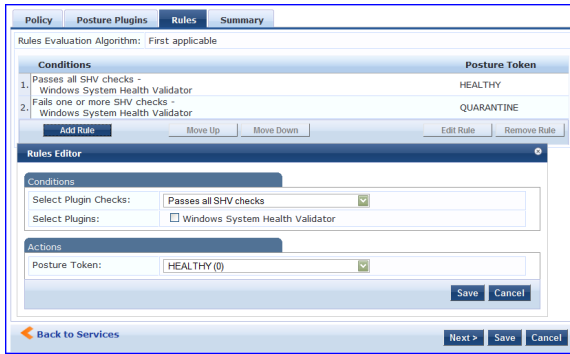 Policy Posture Plugins Rules Summary
Rules Evaluation Algorithm: First applicable
Conditions Posture Token
1. Passes all SHV checks -
Windows System Health Validator HEALTHY
2. Fails one or more SHV checks -
Windows System Health Validator QUARANTINE
Add Rule Move Up Move Down Edit Rule Remove Rule
Rules Editor
Conditions
Select Plugin Checks: Passes all SHV checks
Select Plugins: Windows System Health Validator
Actions
Posture Token: HEALTHY (0)
Save Cancel
Back to Services Next > Save Cancel